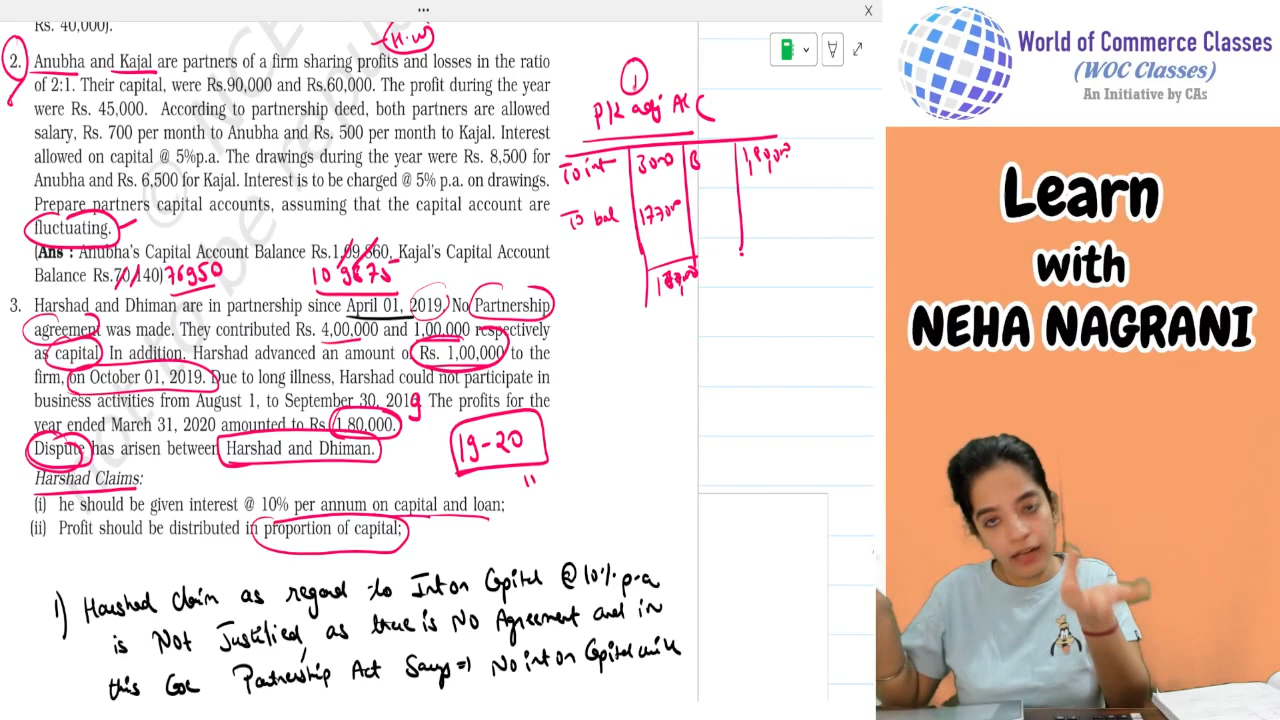 Rs. 40,000).
H.W
2. Anubha and Kajal are partners of a firm sharing profits and losses in the ratio
of 2:1. Their capital, were Rs.90,000 and Rs.60,000. The profit during the year
were Rs. 45,000. According to partnership deed, both partners are allowed
salary, Rs. 700 per month to Anubha and Rs. 500 per month to Kajal. Interest
allowed on capital @ 5%p.a. The drawings during the year were Rs. 8,500 for
Anubha and Rs. 6,500 for Kajal. Interest is to be charged @ 5% p.a. on drawings.
Prepare partners capital accounts, assuming that the capital account are
fluctuating.
(Ans : Anubha's Capital Account Balance Rs.1,09,860, Kajal's Capital Account
Balance Rs.70,140) 76950 109875
3. Harshad and Dhiman are in partnership since April 01, 2019. No Partnership
agreement was made. They contributed Rs. 4,00,000 and 1,00,000 respectively
as capital. In addition, Harshad advanced an amount of Rs. 1,00,000 to the
firm, on October 01, 2019. Due to long illness, Harshad could not participate in
business activities from August 1, to September 30, 2019. The profits for the
year ended March 31, 2020 amounted to Rs. 1,80,000.
Dispute has arisen between Harshad and Dhiman.
19-20
Harshad Claims:
(i) he should be given interest @ 10% per annum on capital and loan;
(ii) Profit should be distributed in proportion of capital;
1) Harshad Claim as regard to Int on Capital @ 10% p.a
is Not Justified, as there is No Agreement and in
this Case Partnership Act Says ⇒ No int on Capital will
1
P/L adj A/C
To int 3000 B 1,80,000
To bal 177000
180,000
World of Commerce Classes
(WOC Classes)
An Initiative by CAs
Learn
with
NEHA NAGRANI